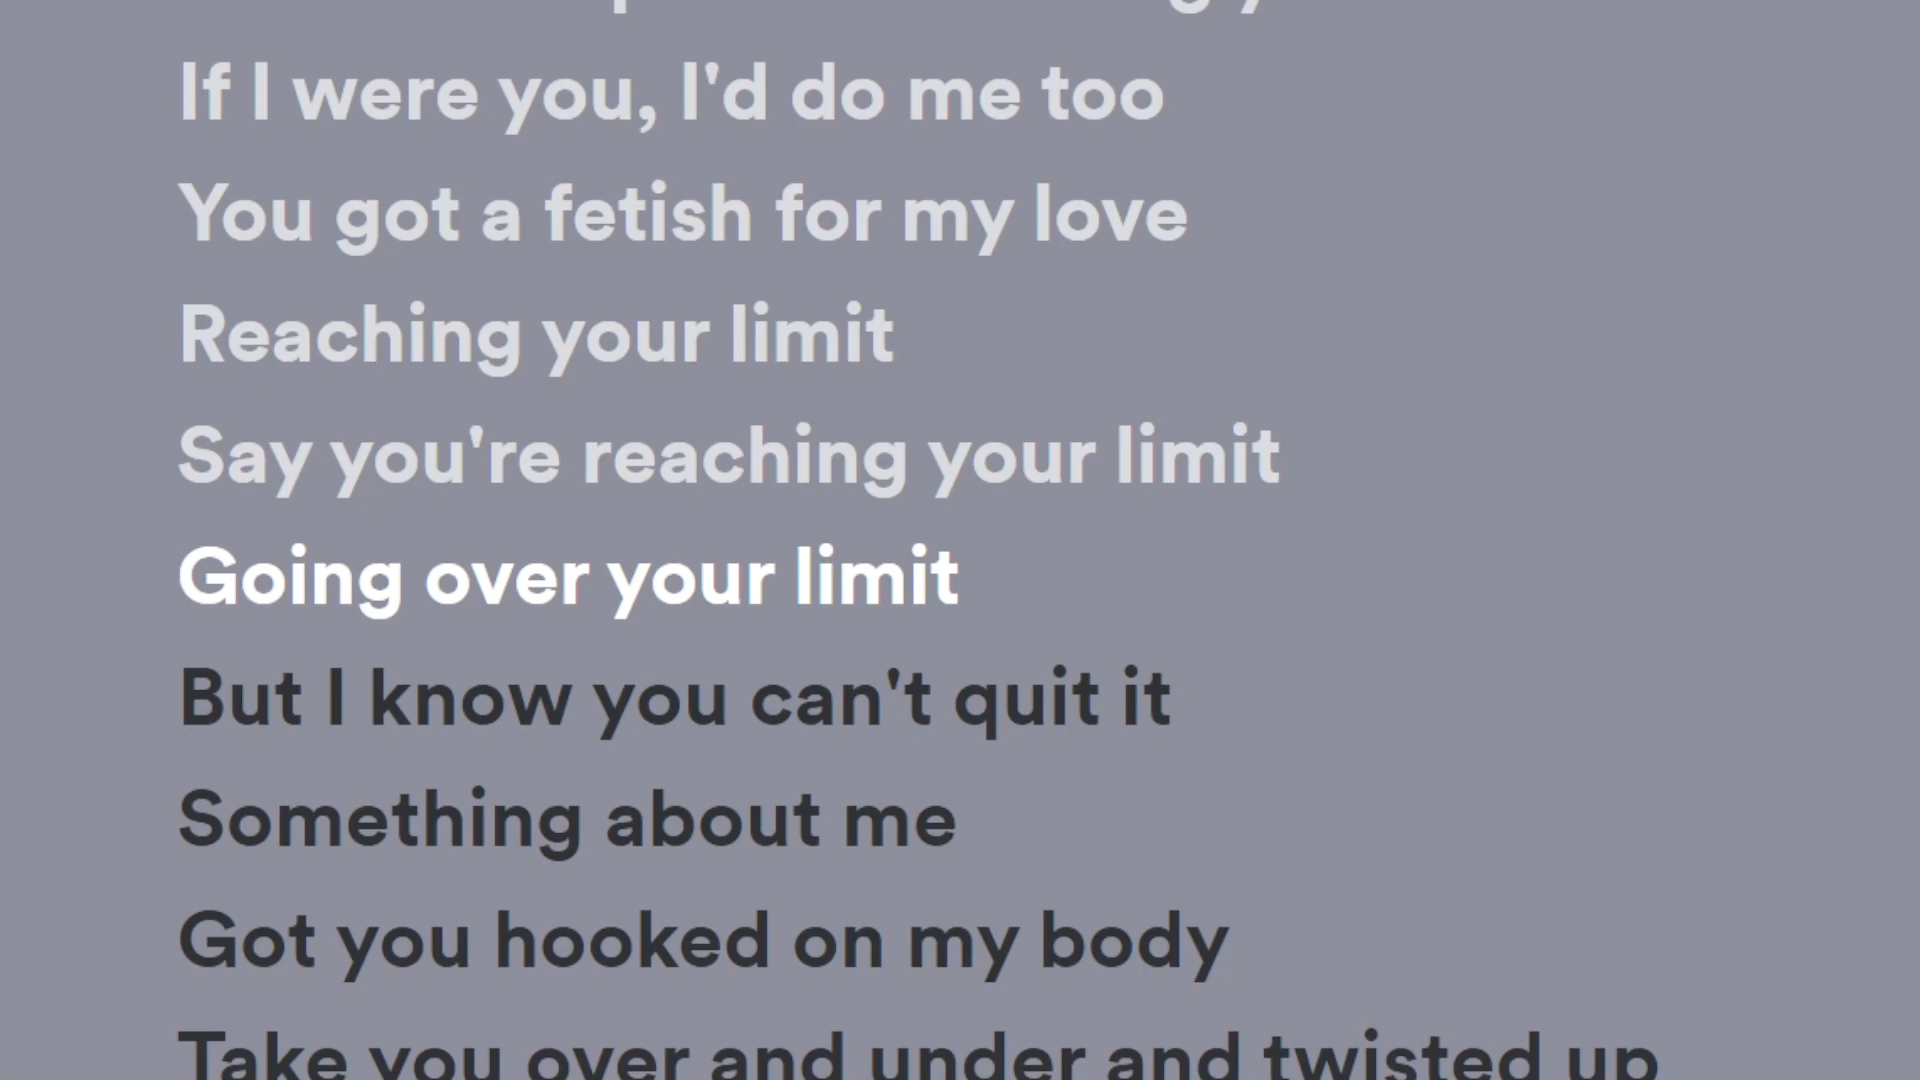 If I were you, I'd do me too
You got a fetish for my love
Reaching your limit
Say you're reaching your limit
Going over your limit
But I know you can't quit it
Something about me
Got you hooked on my body
Take you over and under and twisted up